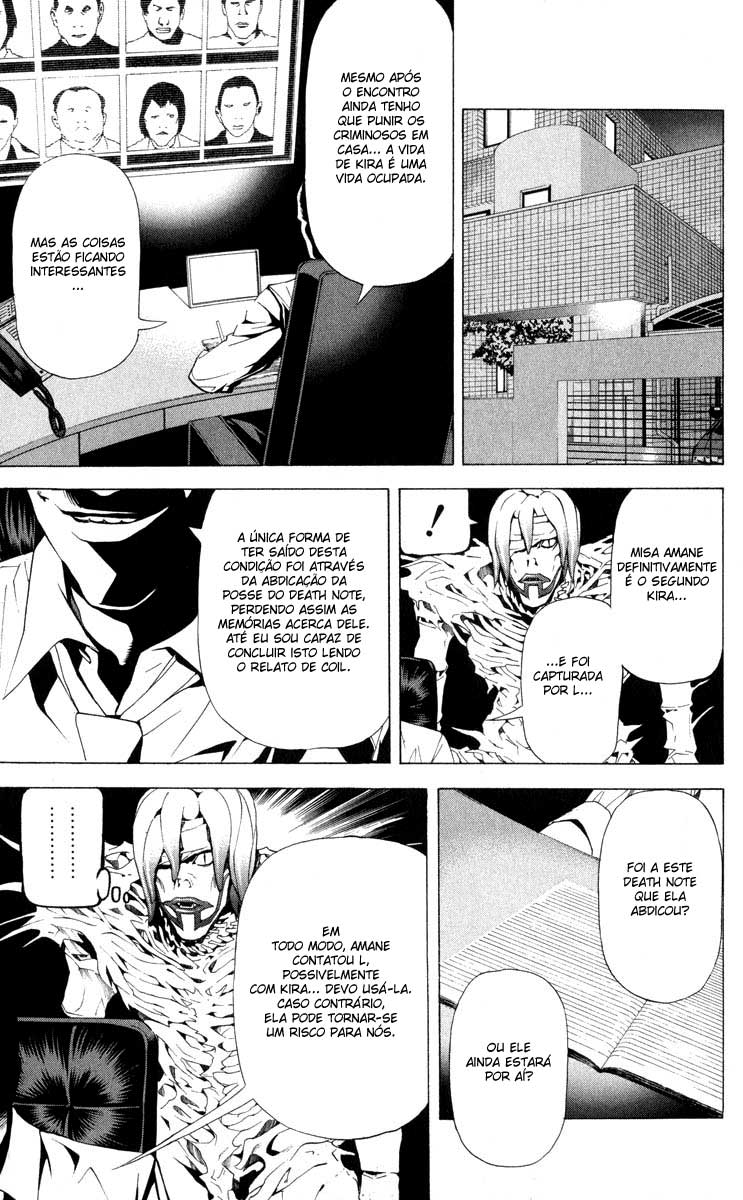 MESMO APÓS
O ENCONTRO
AINDA TENHO
QUE PUNIR OS
CRIMINOSOS EM
CASA... A VIDA
DE KIRA É UMA
VIDA OCUPADA.
MAS AS COISAS
ESTÃO FICANDO
INTERESSANTES
...
MISA AMANE
DEFINITIVAMENTE
É O SEGUNDO
KIRA...
...E FOI
CAPTURADA
POR L...
!
A ÚNICA FORMA DE
TER SAÍDO DESTA
CONDIÇÃO FOI ATRAVÉS
DA ABDICAÇÃO DA
POSSE DO DEATH NOTE,
PERDENDO ASSIM AS
MEMÓRIAS ACERCA DELE.
ATÉ EU SOU CAPAZ DE
CONCLUIR ISTO LENDO
O RELATO DE COIL.
FOI A ESTE
DEATH NOTE
QUE ELA
ABDICOU?
OU ELE
AINDA ESTARÁ
POR AÍ?
EM
TODO MODO, AMANE
CONTATOU L,
POSSIVELMENTE
COM KIRA... DEVO USÁ-LA.
CASO CONTRÁRIO,
ELA PODE TORNAR-SE
UM RISCO PARA NÓS.
.........
.........